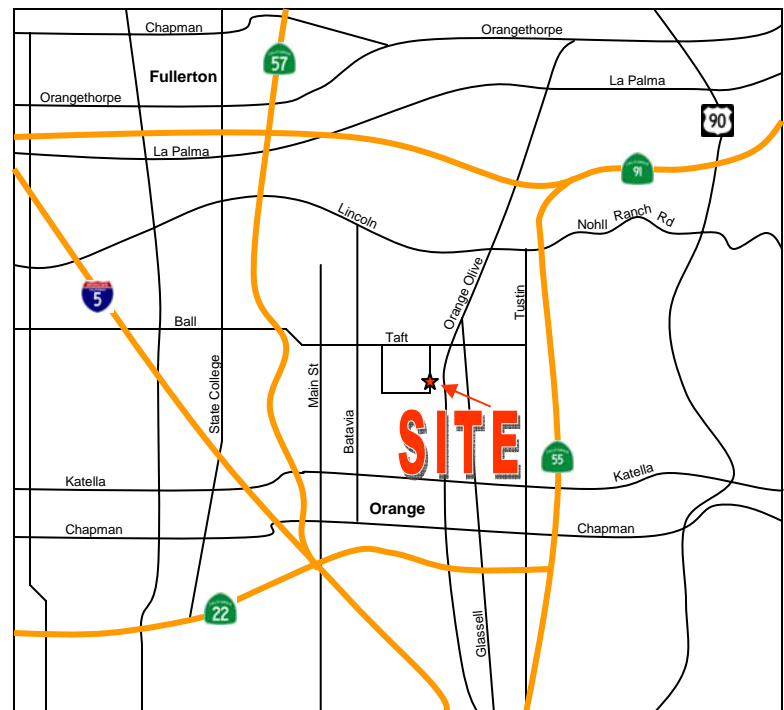 Chapman
Orangethorpe
57
Fullerton
La Palma
Orangethorpe
90
La Palma
91
Lincoln
Nohll Ranch Rd
5
Orange Olive
Tustin
Ball
Taft
State College
Main St
Batavia
SITE
55
Katella
Katella
Orange
Chapman
Chapman
22
Glassell